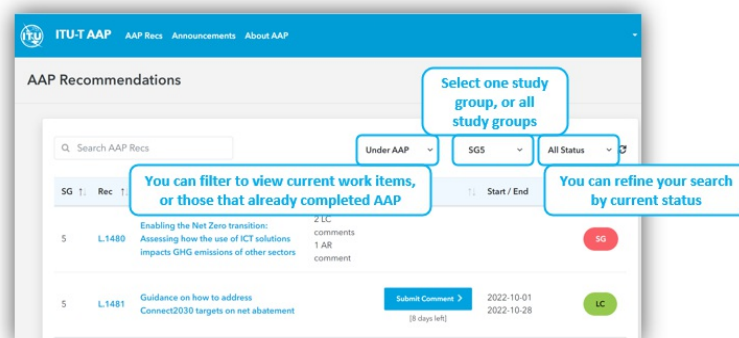 ITU-T AAP AAP Recs Announcements About AAP
AAP Recommendations
Select one study
group, or all
study groups
Search AAP Recs
Under AAP
SG5
All Status
You can filter to view current work items,
or those that already completed AAP
You can refine your search
by current status
SG Rec Start / End
Enabling the Net Zero transition:
Assessing how the use of ICT solutions
impacts GHG emissions of other sectors
5 L.1480
2 LC
comments
1 AR
comment
SG
5 L.1481
Guidance on how to address
Connect2030 targets on net abatement
Submit Comment >
[8 days left]
2022-10-01
2022-10-28
LC